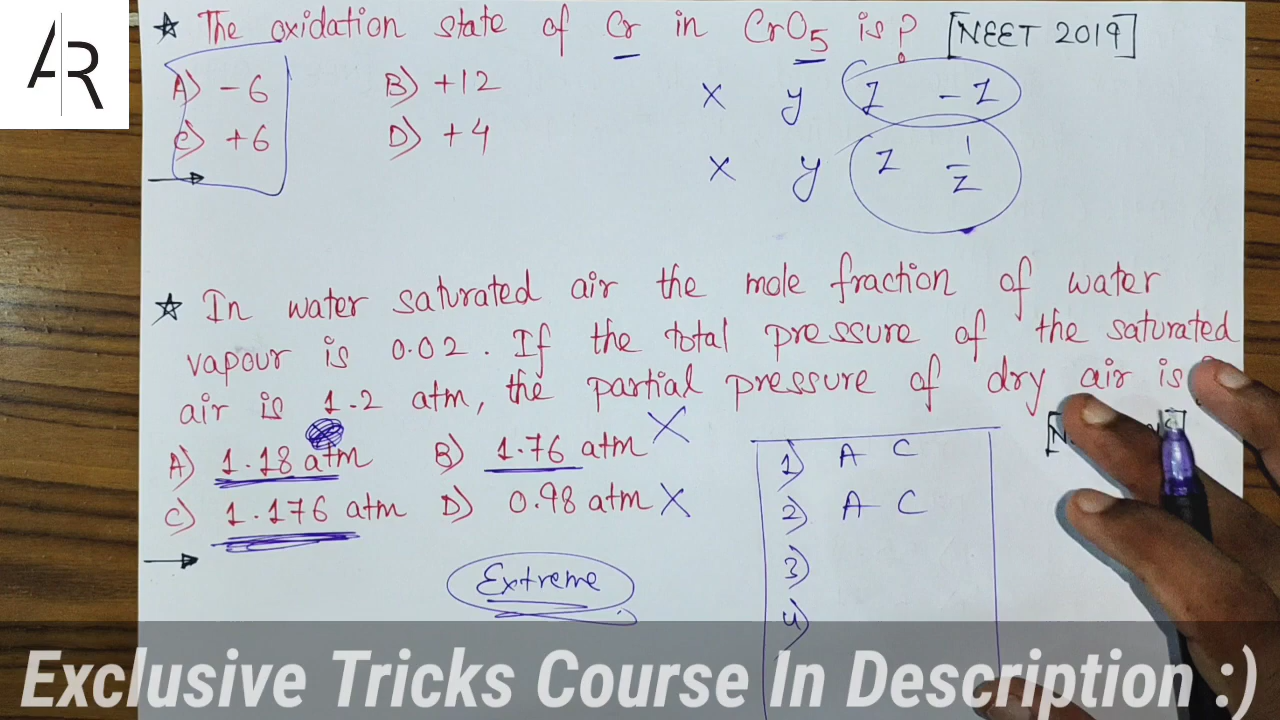 AR
☆ The oxidation state of Cr in CrO5 is? [NEET 2019]
A) -6 B) +12
C) +6 D) +4
x y z -z
x y z 1/z
☆ In water saturated air the mole fraction of water
vapour is 0.02. If the total pressure of the saturated
air is 1.2 atm, the partial pressure of dry air is
A) 1.18 atm B) 1.76 atm X
C) 1.176 atm D) 0.98 atm X
1) A C
2) A C
3)
4)
Extreme
Exclusive Tricks Course In Description :)